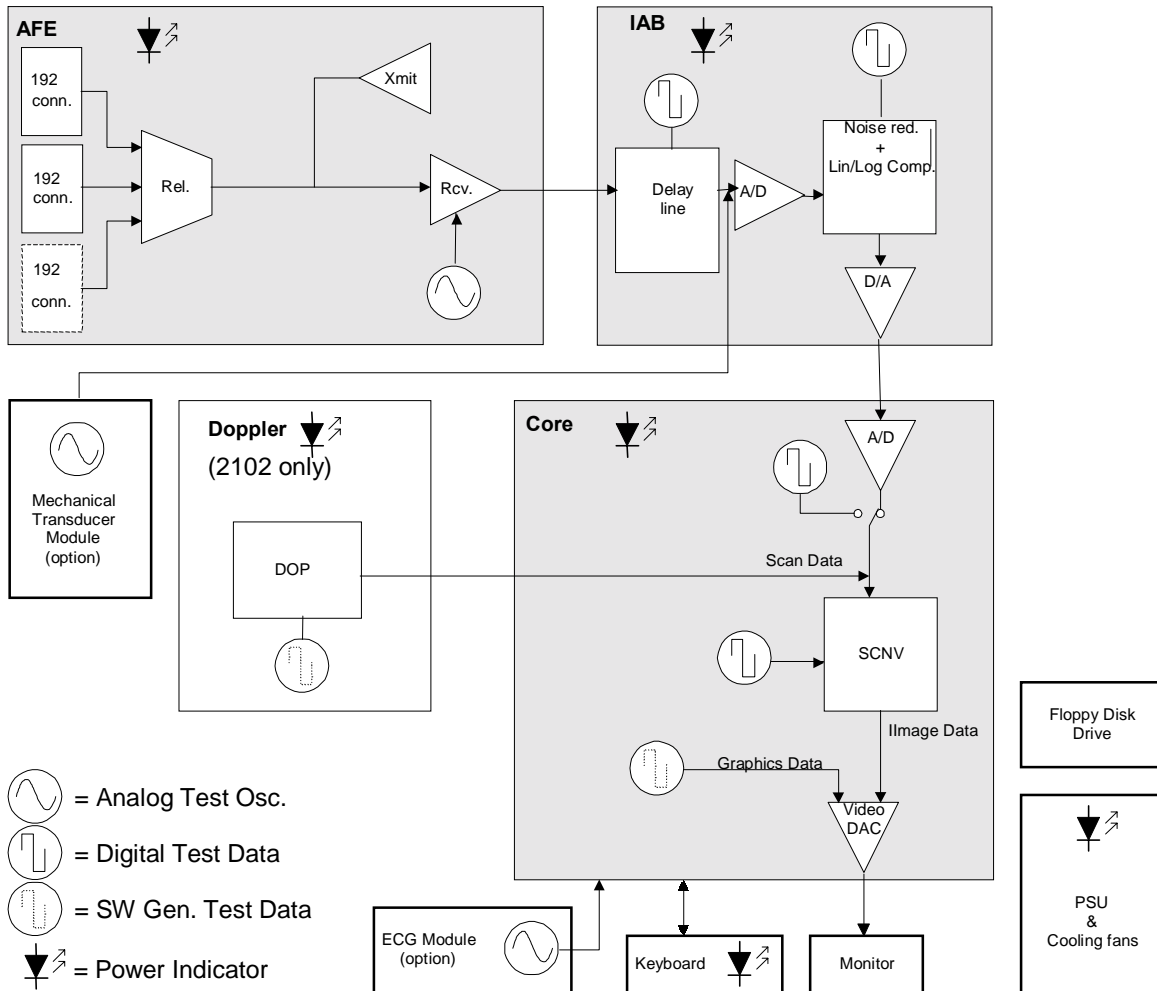 AFE
192
conn.
192
conn.
192
conn.
Rel.
Xmit
Rcv.
IAB
Delay
line
A/D
Noise red.
+
Lin/Log Comp.
D/A
Mechanical
Transducer
Module
(option)
Doppler
(2102 only)
DOP
Core
A/D
Scan Data
SCNV
IImage Data
Graphics Data
Video
DAC
Floppy Disk
Drive
PSU
&
Cooling fans
= Analog Test Osc.
= Digital Test Data
= SW Gen. Test Data
= Power Indicator
ECG Module
(option)
Keyboard
Monitor